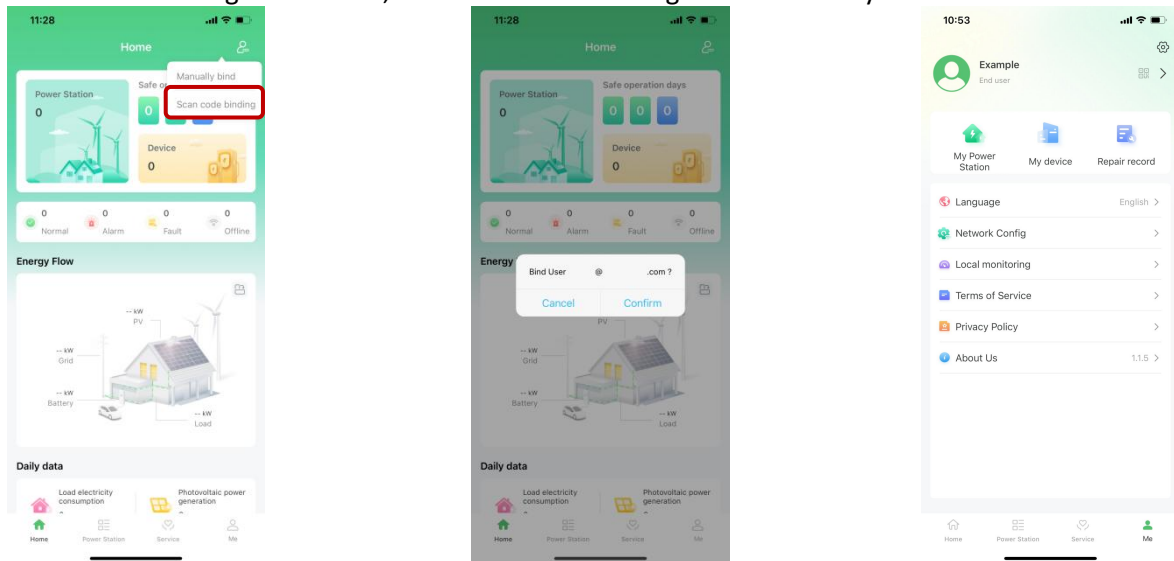 11:28
Home
Manually bind
Scan code binding
Power Station
0
Safe op
0
Device
0
0
Normal
0
Alarm
0
Fault
0
Offline
Energy Flow
-- kW
PV
-- kW
Grid
-- kW
Battery
-- kW
Load
Daily data
Load electricity
consumption
Photovoltaic power
generation
Home
Power Station
Service
Me
11:28
Home
Power Station
0
Safe operation days
0 0 0
Device
0
0
Normal
0
Alarm
0
Fault
0
Offline
Energy
Bind User @ .com ?
Cancel
Confirm
PV
-- kW
Grid
-- kW
Battery
-- kW
Load
Daily data
Load electricity
consumption
Photovoltaic power
generation
Home
Power Station
Service
Me
10:53
Example
End user
My Power
Station
My device
Repair record
Language English
Network Config
Local monitoring
Terms of Service
Privacy Policy
About Us 1.1.5
Home
Power Station
Service
Me